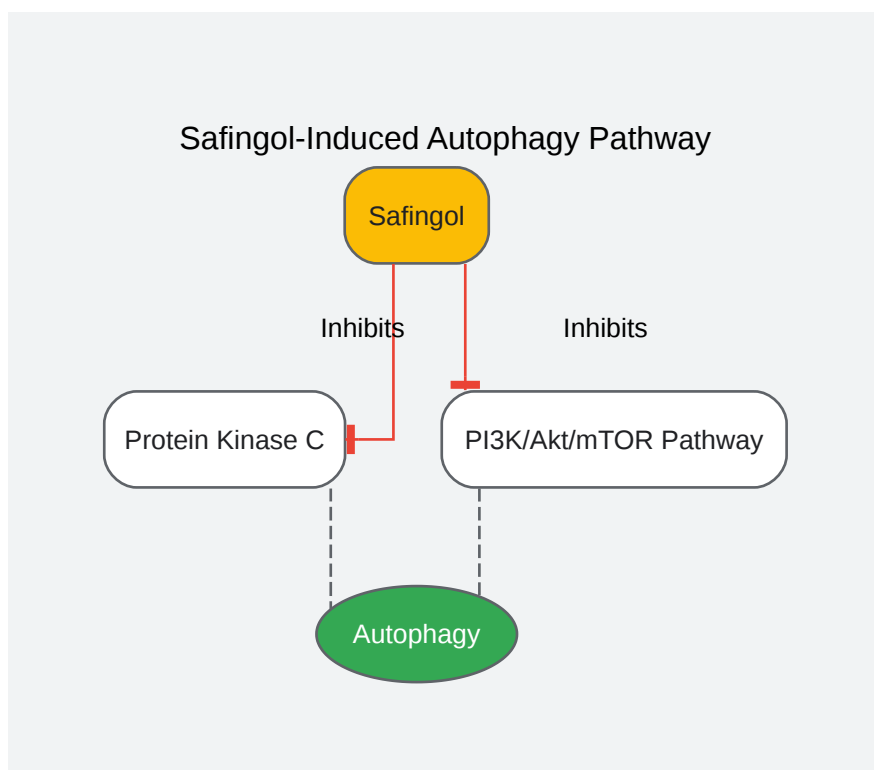 Safingol-Induced Autophagy Pathway
Safingol
Inhibits
Inhibits
Protein Kinase C
PI3K/Akt/mTOR Pathway
Autophagy